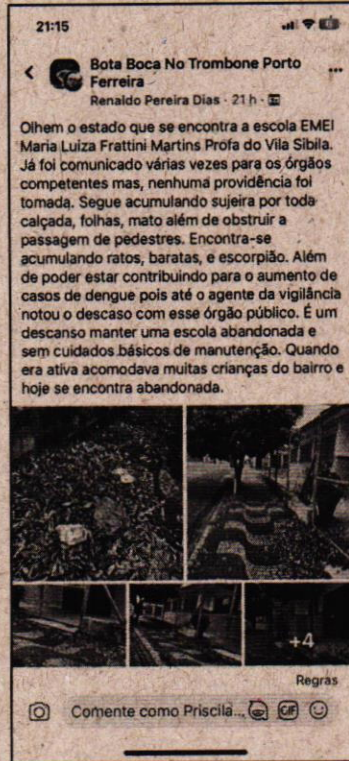 21:15
Bota Boca No Trombone Porto
Ferreira
...
Renaldo Pereira Dias · 21 h ·
Olhem o estado que se encontra a escola EMEI
Maria Luiza Frattini Martins Profa do Vila Sibila.
Já foi comunicado várias vezes para os órgãos
competentes mas, nenhuma providência foi
tomada. Segue acumulando sujeira por toda
calçada, folhas, mato além de obstruir a
passagem de pedestres. Encontra-se
acumulando ratos, baratas, e escorpião. Além
de poder estar contribuindo para o aumento de
casos de dengue pois até o agente da vigilância
notou o descaso com esse órgão público. É um
descanso manter uma escola abandonada e
sem cuidados básicos de manutenção. Quando
era ativa acomodava muitas crianças do bairro e
hoje se encontra abandonada.
+4
Regras
Comente como Priscila... GIF